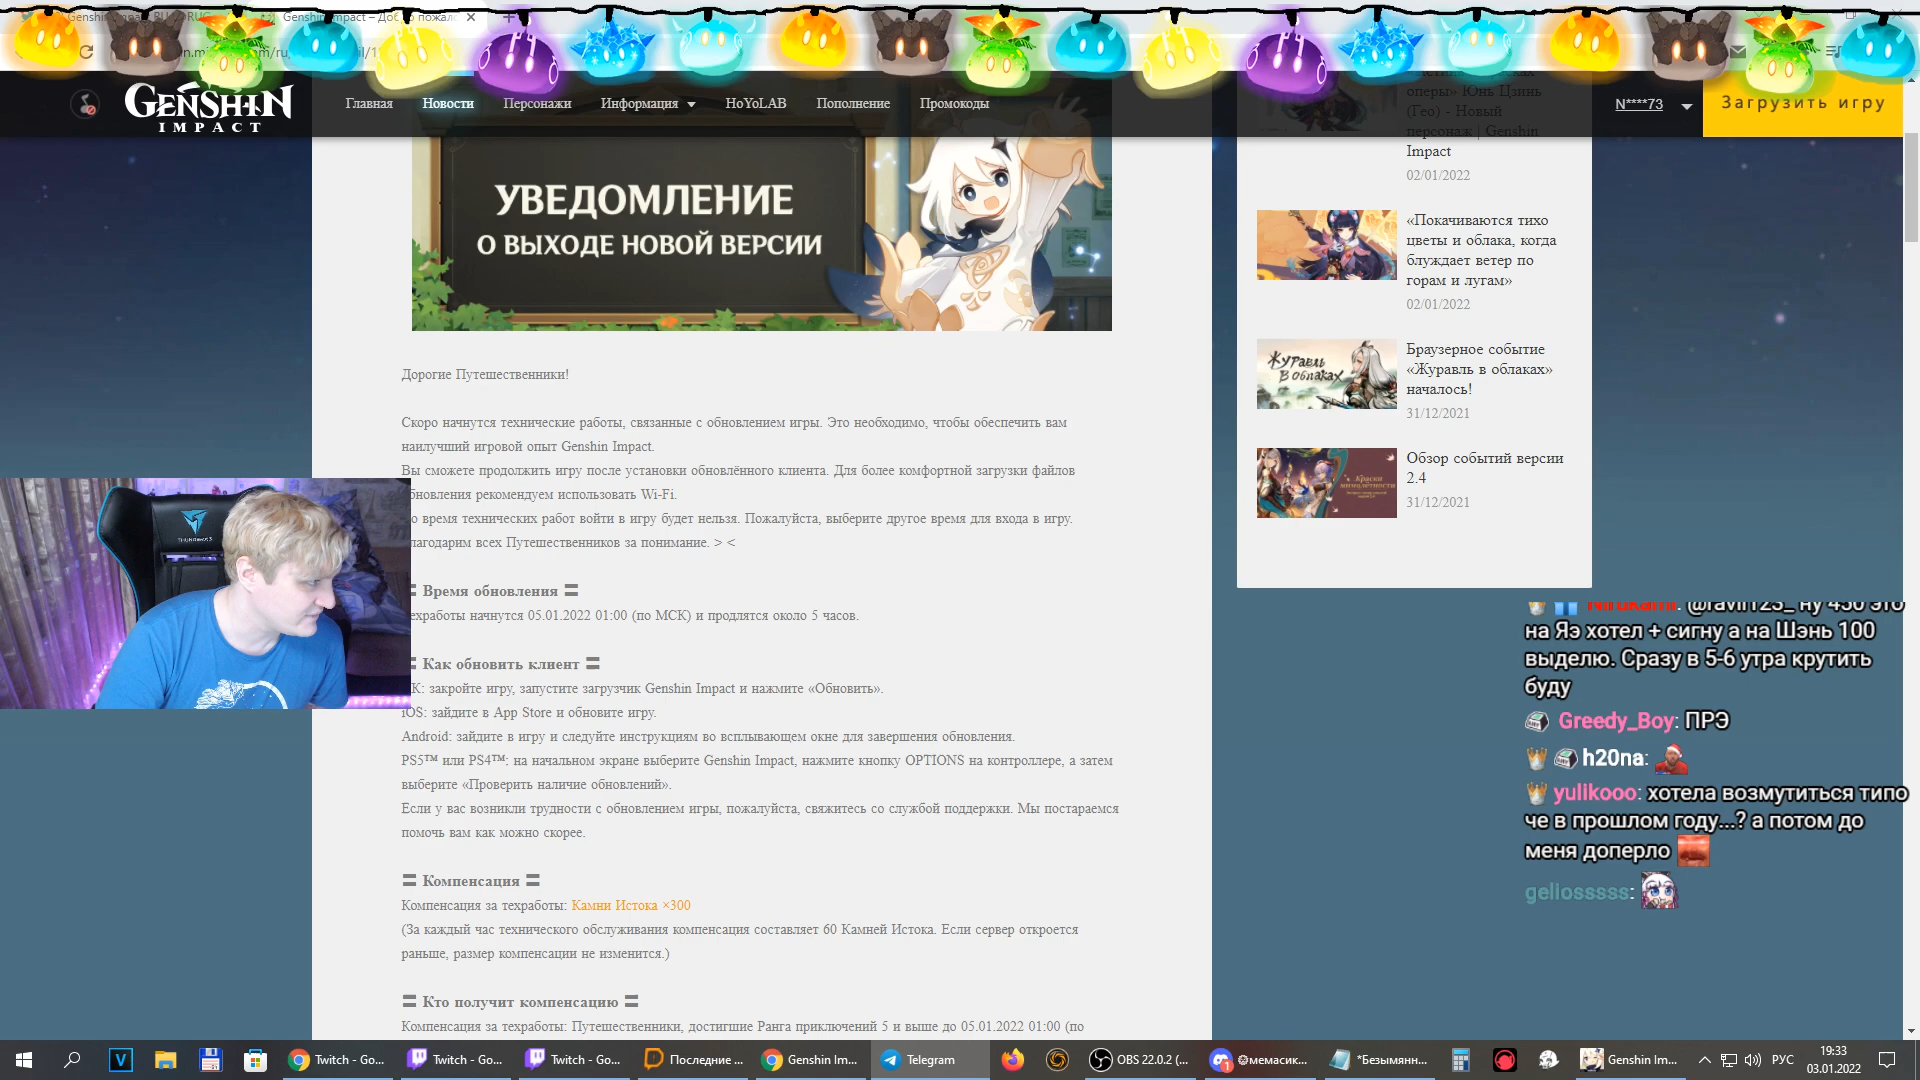 GENSHIN
IMPACT
Главная
Новости
Персонажи
Информация
HoYoLAB
Пополнение
Промокоды
N****73
Загрузить игру
УВЕДОМЛЕНИЕ
О ВЫХОДЕ НОВОЙ ВЕРСИИ
Дорогие Путешественники!
Скоро начнутся технические работы, связанные с обновлением игры. Это необходимо, чтобы обеспечить вам
наилучший игровой опыт Genshin Impact.
Вы сможете продолжить игру после установки обновлённого клиента. Для более комфортной загрузки файлов
бновления рекомендуем использовать Wi-Fi.
о время технических работ войти в игру будет нельзя. Пожалуйста, выберите другое время для входа в игру.
лагодарим всех Путешественников за понимание. > <
〓 Время обновления 〓
ехработы начнутся 05.01.2022 01:00 (по МСК) и продлятся около 5 часов.
〓 Как обновить клиент 〓
К: закройте игру, запустите загрузчик Genshin Impact и нажмите «Обновить».
iOS: зайдите в App Store и обновите игру.
Android: зайдите в игру и следуйте инструкциям во всплывающем окне для завершения обновления.
PS5™ или PS4™: на начальном экране выберите Genshin Impact, нажмите кнопку OPTIONS на контроллере, а затем
выберите «Проверить наличие обновлений».
Если у вас возникли трудности с обновлением игры, пожалуйста, свяжитесь со службой поддержки. Мы постараемся
помочь вам как можно скорее.
〓 Компенсация 〓
Компенсация за техработы: Камни Истока ×300
(За каждый час технического обслуживания компенсация составляет 60 Камней Истока. Если сервер откроется
раньше, размер компенсации не изменится.)
〓 Кто получит компенсацию 〓
Компенсация за техработы: Путешественники, достигшие Ранга приключений 5 и выше до 05.01.2022 01:00 (по
оперы» Юнь Цзинь
(Гео) - Новый
персонаж | Genshin
Impact
02/01/2022
«Покачиваются тихо
цветы и облака, когда
блуждает ветер по
горам и лугам»
02/01/2022
Журавль
в облаках
Браузерное событие
«Журавль в облаках»
началось!
31/12/2021
Краски
мимолётности
Обзор событий версии
2.4
31/12/2021
на Яэ хотел + сигну а на Шэнь 100
выделю. Сразу в 5-6 утра крутить
буду
Greedy_Boy: ПРЭ
h20na:
yulikooo: хотела возмутиться типо
че в прошлом году...? а потом до
меня доперло
geliosssss:
Twitch - Go...
Twitch - Go...
Twitch - Go...
Последние ...
Genshin Im...
Telegram
OBS 22.0.2 (...
мемасик...
*Безымянн...
Genshin Im...
РУС
19:33
03.01.2022